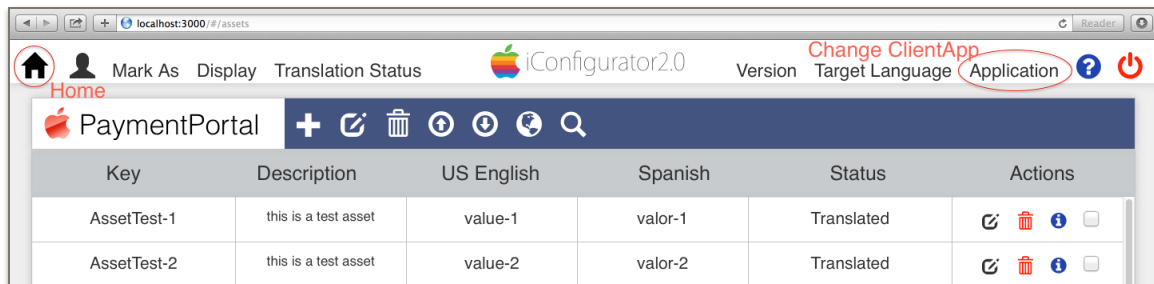 localhost:3000/#/assets
Reader
Change ClientApp
Mark As Display Translation Status
iConfigurator2.0
Version Target Language Application
Home
PaymentPortal
Key Description US English Spanish Status Actions
AssetTest-1 this is a test asset value-1 valor-1 Translated
AssetTest-2 this is a test asset value-2 valor-2 Translated